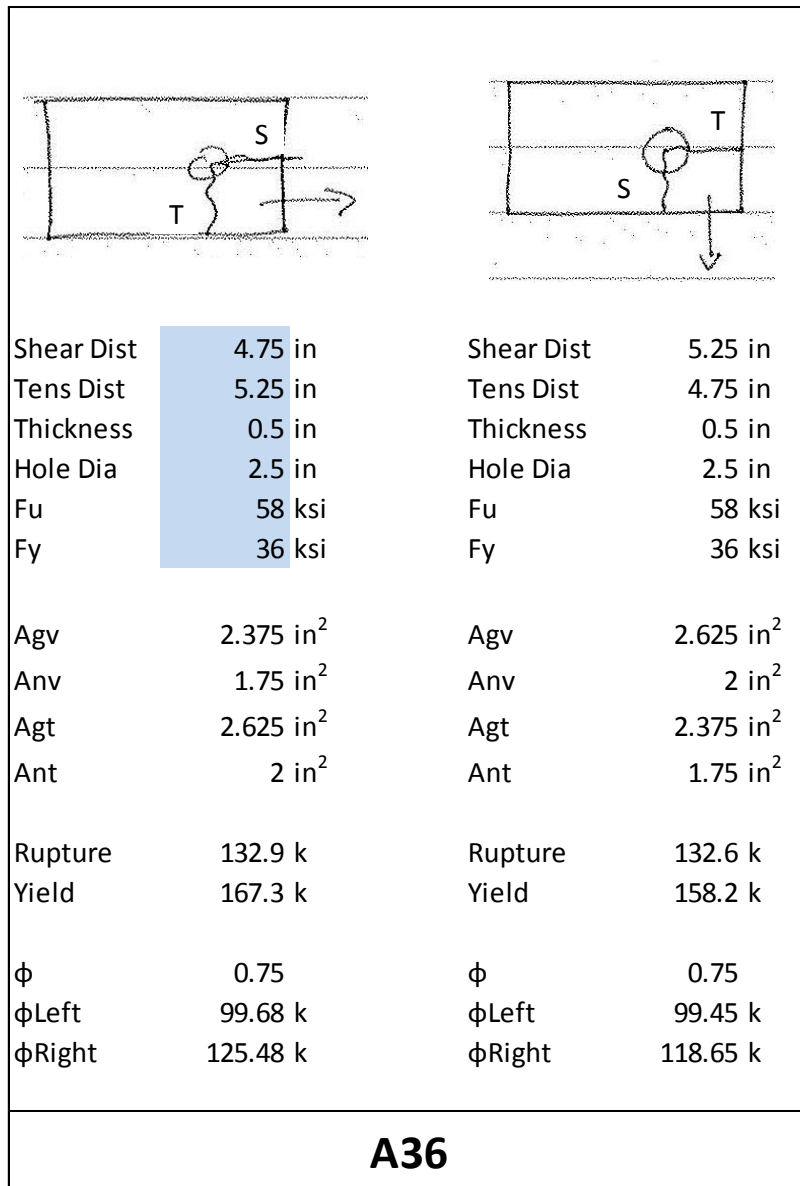 S
T
T
S
Shear Dist 4.75 in Shear Dist 5.25 in
Tens Dist 5.25 in Tens Dist 4.75 in
Thickness 0.5 in Thickness 0.5 in
Hole Dia 2.5 in Hole Dia 2.5 in
Fu 58 ksi Fu 58 ksi
Fy 36 ksi Fy 36 ksi
Agv 2.375 in² Agv 2.625 in²
Anv 1.75 in² Anv 2 in²
Agt 2.625 in² Agt 2.375 in²
Ant 2 in² Ant 1.75 in²
Rupture 132.9 k Rupture 132.6 k
Yield 167.3 k Yield 158.2 k
ϕ 0.75 ϕ 0.75
ϕLeft 99.68 k ϕLeft 99.45 k
ϕRight 125.48 k ϕRight 118.65 k
A36